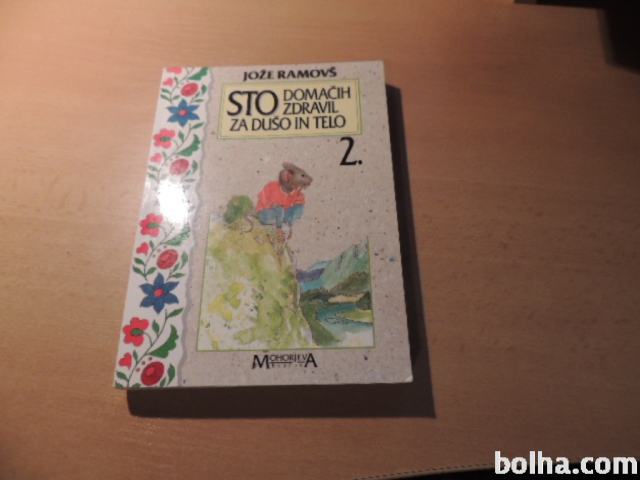 JOŽE RAMOVŠ
STO DOMAČIH
ZDRAVIL
ZA DUŠO IN TELO
2.
MOHORJEVA
bolha.com